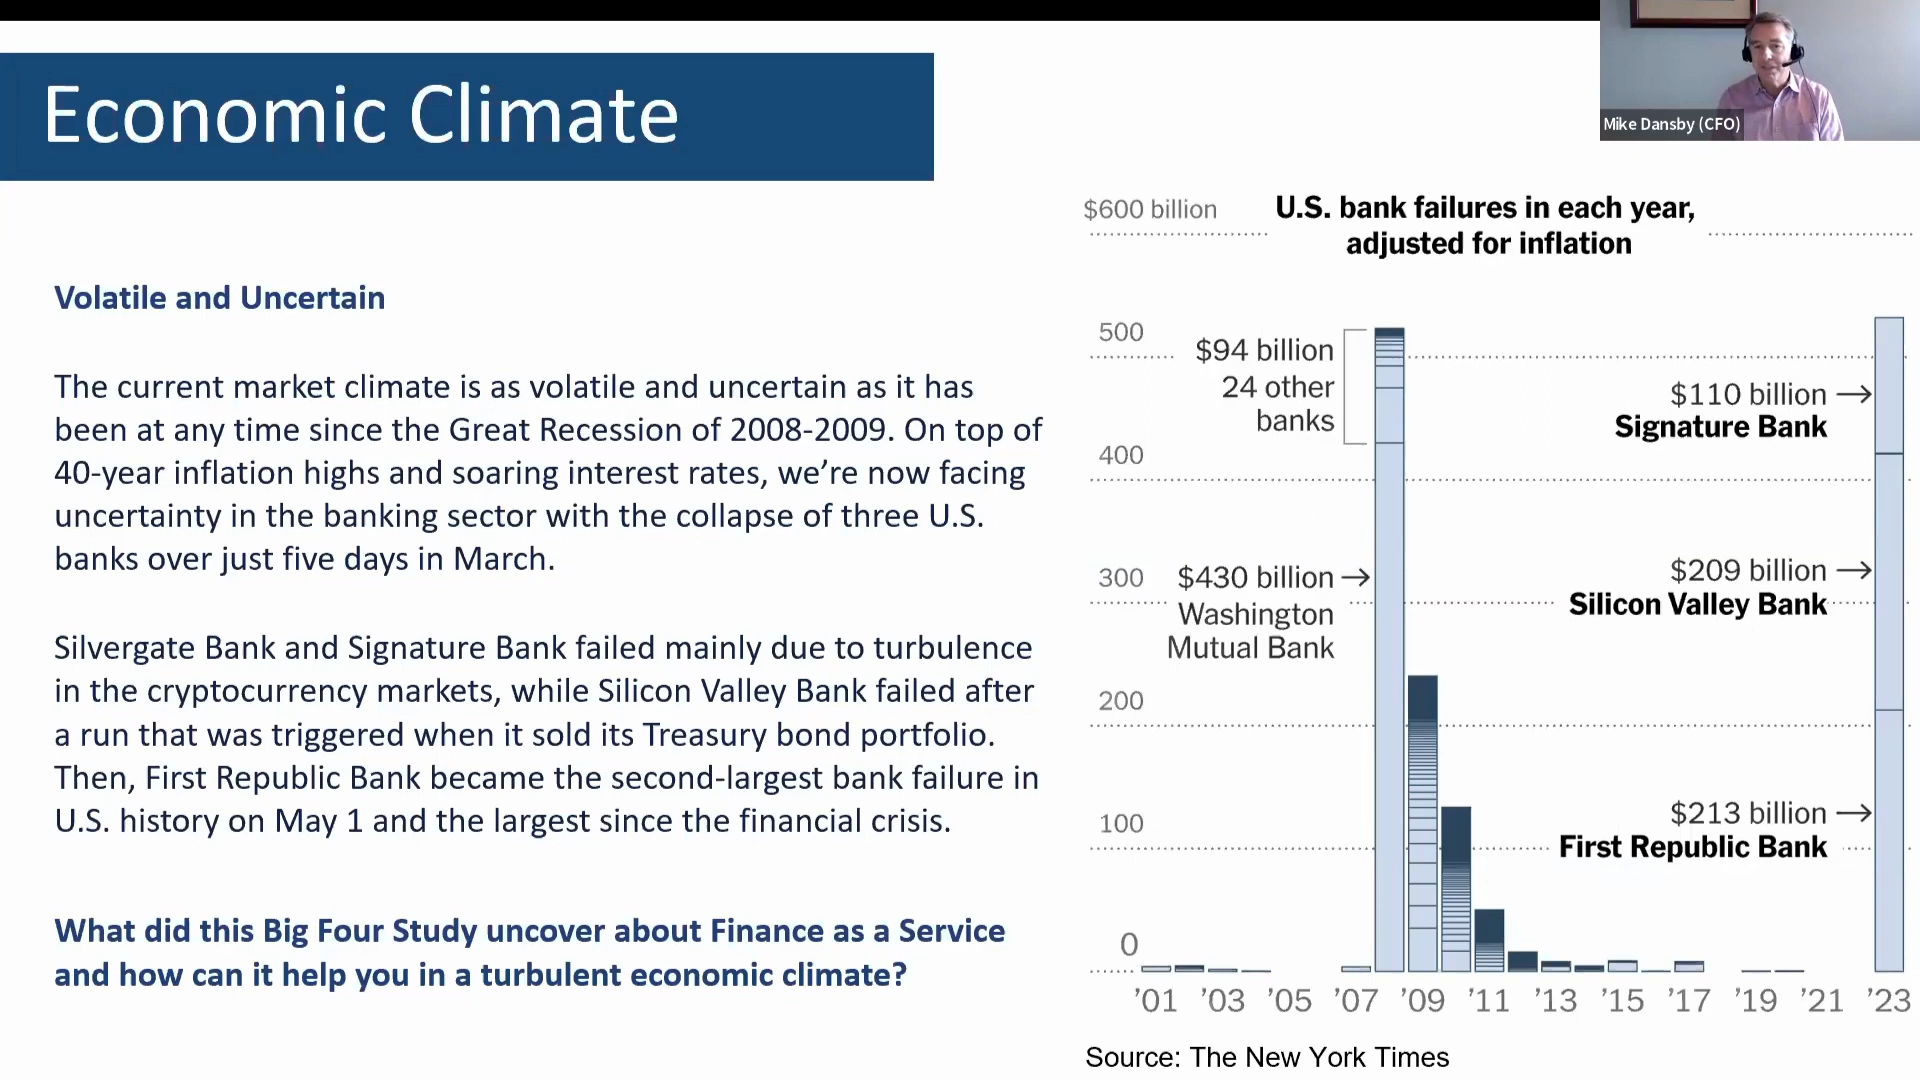 Economic Climate
Mike Dansby (CFO)
Volatile and Uncertain
The current market climate is as volatile and uncertain as it has
been at any time since the Great Recession of 2008-2009. On top of
40-year inflation highs and soaring interest rates, we’re now facing
uncertainty in the banking sector with the collapse of three U.S.
banks over just five days in March.
Silvergate Bank and Signature Bank failed mainly due to turbulence
in the cryptocurrency markets, while Silicon Valley Bank failed after
a run that was triggered when it sold its Treasury bond portfolio.
Then, First Republic Bank became the second-largest bank failure in
U.S. history on May 1 and the largest since the financial crisis.
What did this Big Four Study uncover about Finance as a Service
and how can it help you in a turbulent economic climate?
$600 billion
U.S. bank failures in each year,
adjusted for inflation
500
$94 billion
24 other
banks
$110 billion
Signature Bank
400
300
$430 billion
Washington
Mutual Bank
$209 billion
Silicon Valley Bank
200
100
$213 billion
First Republic Bank
0
’01 ’03 ’05 ’07 ’09 ’11 ’13 ’15 ’17 ’19 ’21 ’23
Source: The New York Times